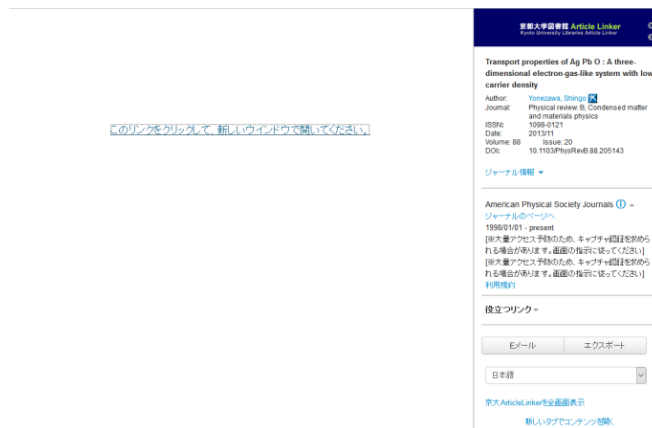 このリンクをクリックして、新しいウインドウで開いてください。
京都大学図書館 Article Linker
Kyoto University Libraries Article Linker
Transport properties of Ag Pb O : A three-
dimensional electron-gas-like system with low
carrier density
Author: Yonezawa, Shingo
Journal: Physical review. B, Condensed matter
and materials physics
ISSN: 1098-0121
Date: 2013/11
Volume: 88 Issue: 20
DOI: 10.1103/PhysRevB.88.205143
ジャーナル情報
American Physical Society Journals
ジャーナルのページへ
1998/01/01 - present
[※大量アクセス予防のため、キャプチャ認証を求めら
れる場合があります。画面の指示に従ってください]
[※大量アクセス予防のため、キャプチャ認証を求めら
れる場合があります。画面の指示に従ってください]
利用規約
役立つリンク
Eメール エクスポート
日本語
京大ArticleLinkerを全画面表示
新しいタブでコンテンツを開く